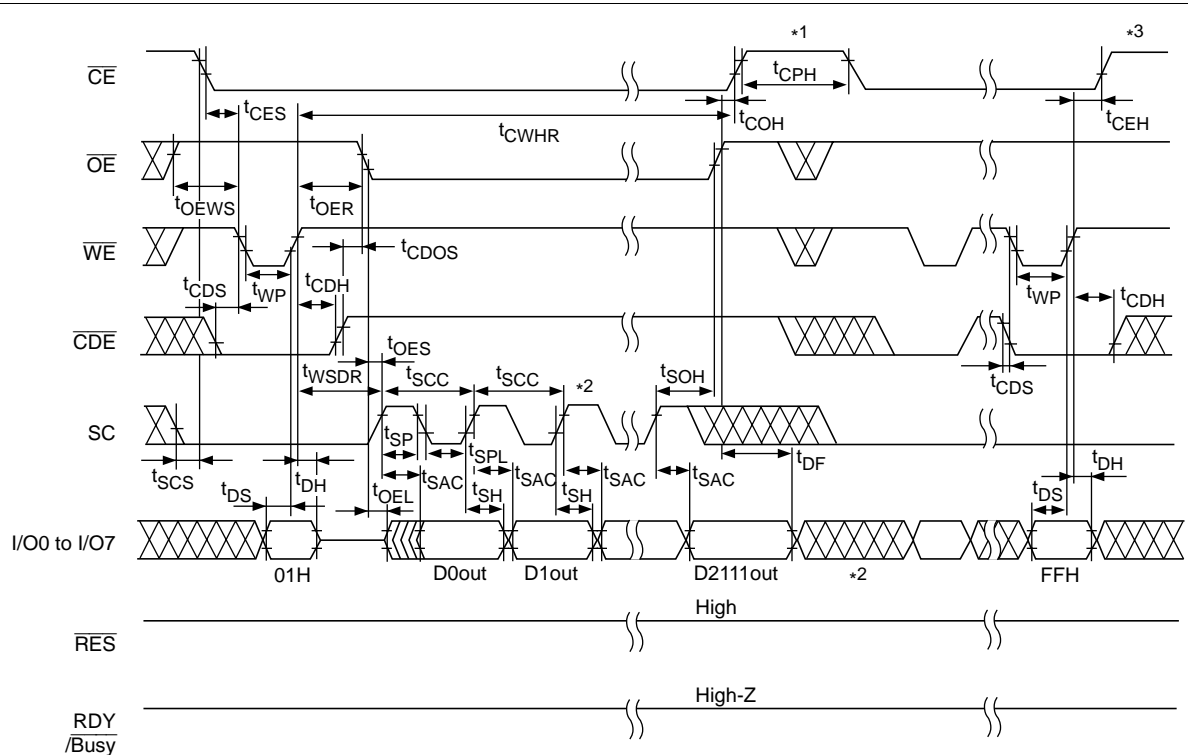 *1
*3
CE
tCPH
tCES
tCOH
tCEH
tCWHR
OE
tOEWS
tOER
WE
tCDOS
tCDS
tWP
tCDH
tWP
tCDH
CDE
tOES
tWSDR
tSCC
tSCC
*2
tSOH
tCDS
SC
tSP
tSPL
tDF
tSCS
tDH
tSAC
tSAC
tSAC
tDH
tDS
tOEL
tSH
tSH
tDS
I/O0 to I/O7
01H
D0out
D1out
D2111out
*2
FFH
High
RES
High-Z
RDY
/Busy